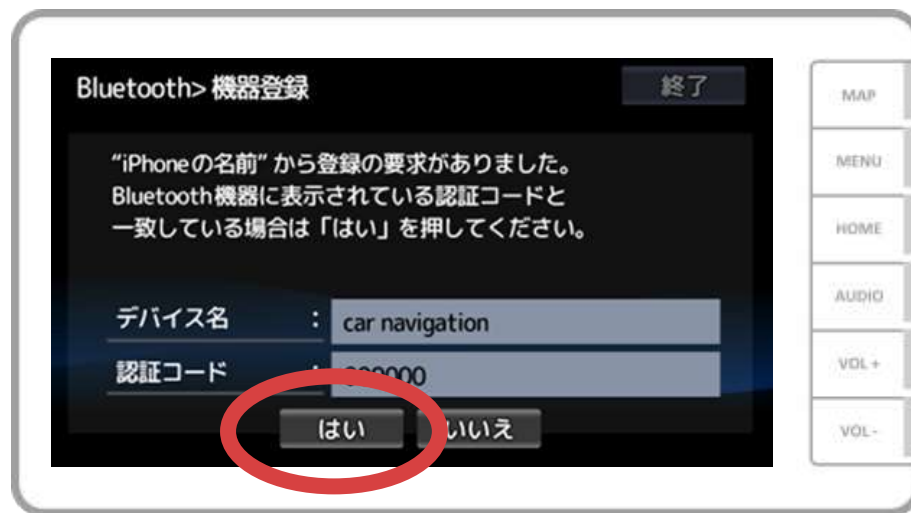 Bluetooth> 機器登録
終了
“iPhoneの名前” から登録の要求がありました。
Bluetooth機器に表示されている認証コードと
一致している場合は「はい」を押してください。
デバイス名 : car navigation
認証コード : 000000
はい いいえ
MAP
MENU
HOME
AUDIO
VOL +
VOL -